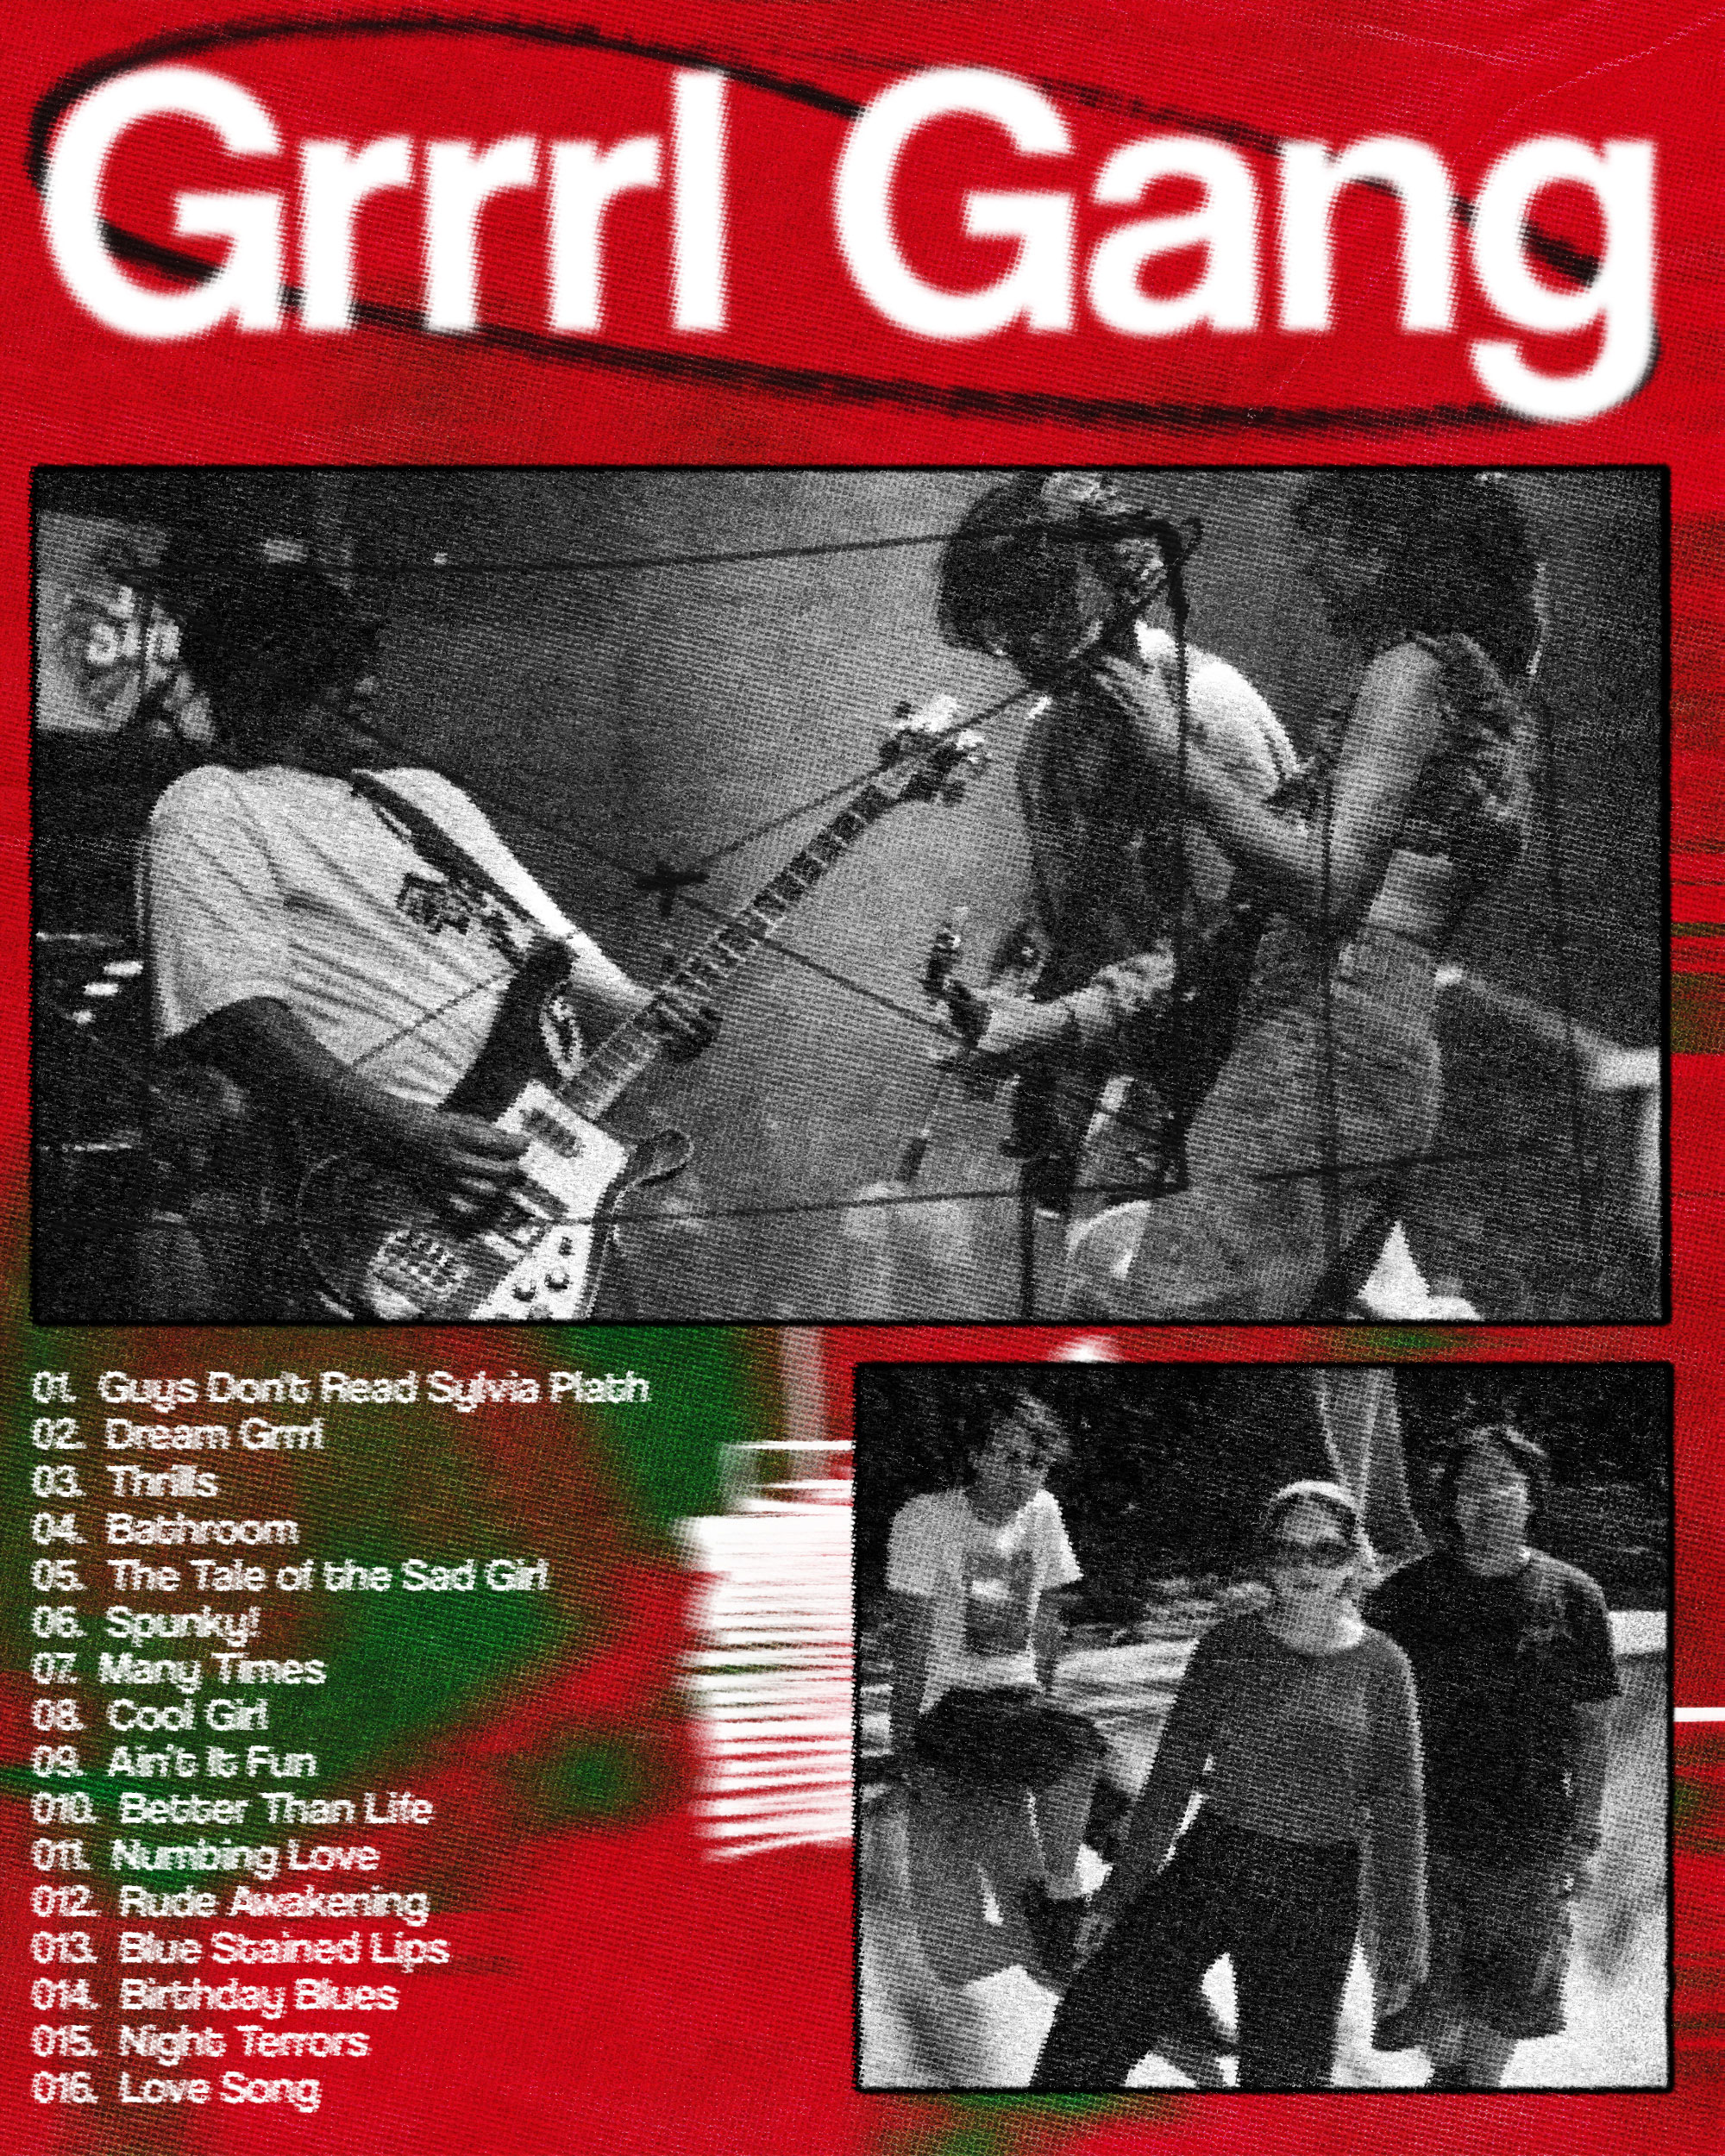 Grrrl Gang
01. Guys Don't Read Sylvia Plath
02. Dream Grrrl
03. Thrills
04. Bathroom
05. The Tale of the Sad Girl
06. Spunky!
07. Many Times
08. Cool Girl
09. Ain't It Fun
010. Better Than Life
011. Numbing Love
012. Rude Awakening
013. Blue Stained Lips
014. Birthday Blues
015. Night Terrors
016. Love Song